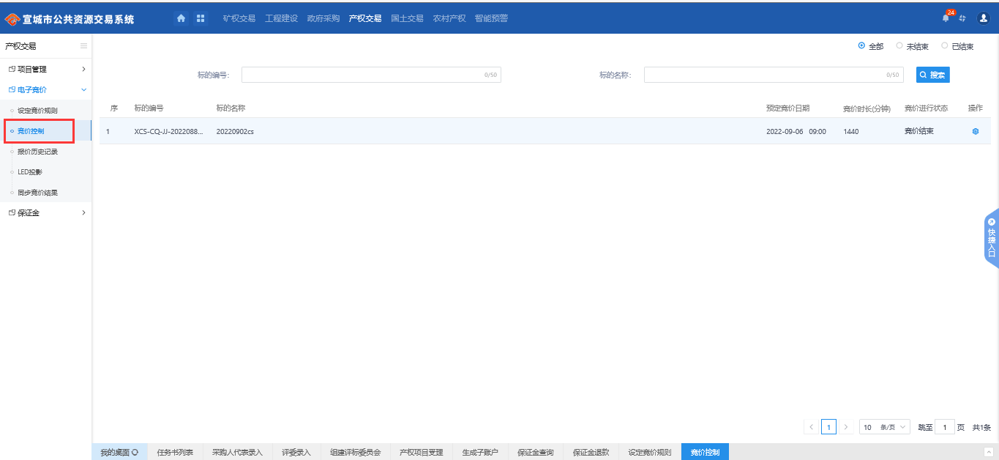 宣城市公共资源交易系统 矿权交易 工程建设 政府采购 产权交易 国土交易 农村产权 智能预警 24
产权交易
全部 未结束 已结束
项目管理
标的编号: 0/50 标的名称: 0/50 搜索
电子竞价
设定竞价规则
序 标的编号 标的名称 预定竞价日期 竞价时长(分钟) 竞价进行状态 操作
竞价控制
1 XCS-CQ-JJ-2022088... 20220902cs 2022-09-06 09:00 1440 竞价结束
报价历史记录
LED投影
同步竞价结果
保证金
快捷入口
1 10 条/页 跳至 1 页 共1条
我的桌面 任务书列表 采购人代表录入 评委录入 组建评标委员会 产权项目受理 生成子账户 保证金查询 保证金退款 设定竞价规则 竞价控制